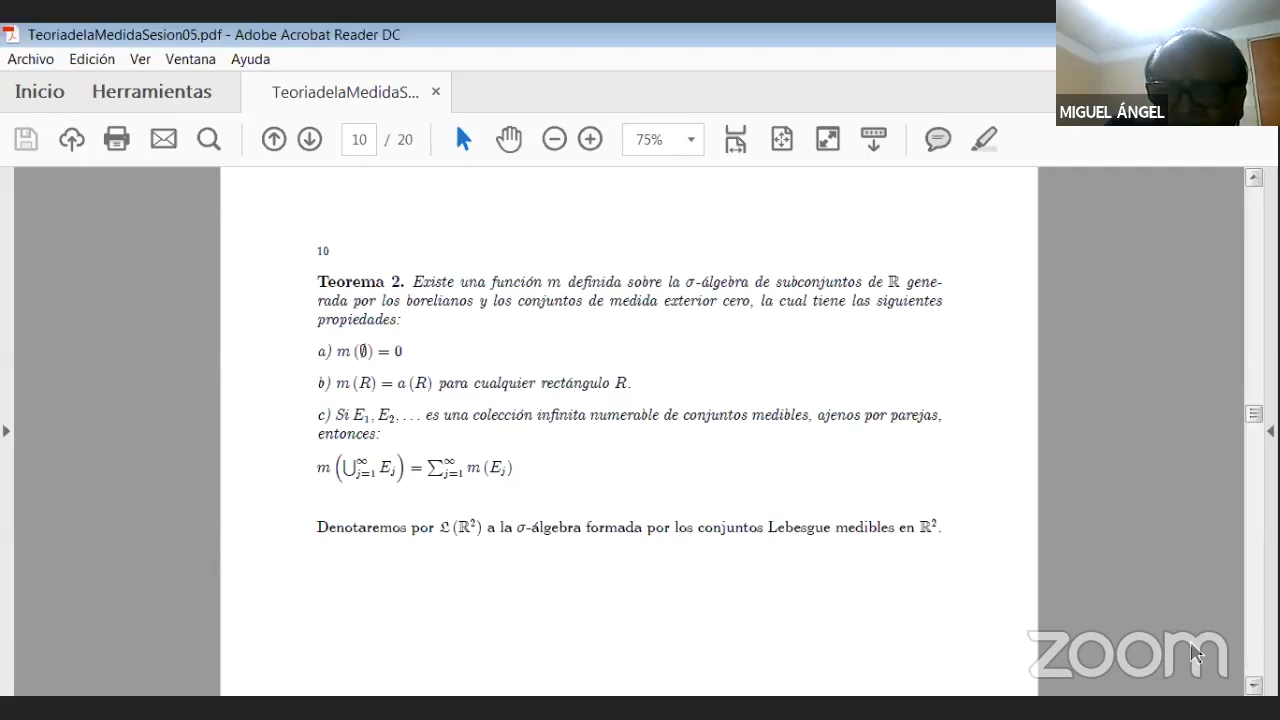 TeoriadelaMedidaSesion05.pdf - Adobe Acrobat Reader DC
Archivo Edición Ver Ventana Ayuda
Inicio Herramientas TeoriadelaMedidaS... ×
10 / 20 75%
MIGUEL ÁNGEL
10
Teorema 2. Existe una función m definida sobre la σ-álgebra de subconjuntos de ℝ gene-
rada por los borelianos y los conjuntos de medida exterior cero, la cual tiene las siguientes
propiedades:
a) m (∅) = 0
b) m (R) = a (R) para cualquier rectángulo R.
c) Si E₁, E₂, . . . es una colección infinita numerable de conjuntos medibles, ajenos por parejas,
entonces:
m (⋃_{j=1}^{∞} E_j) = ∑_{j=1}^{∞} m (E_j)
Denotaremos por 𝔏 (ℝ²) a la σ-álgebra formada por los conjuntos Lebesgue medibles en ℝ².
zoom